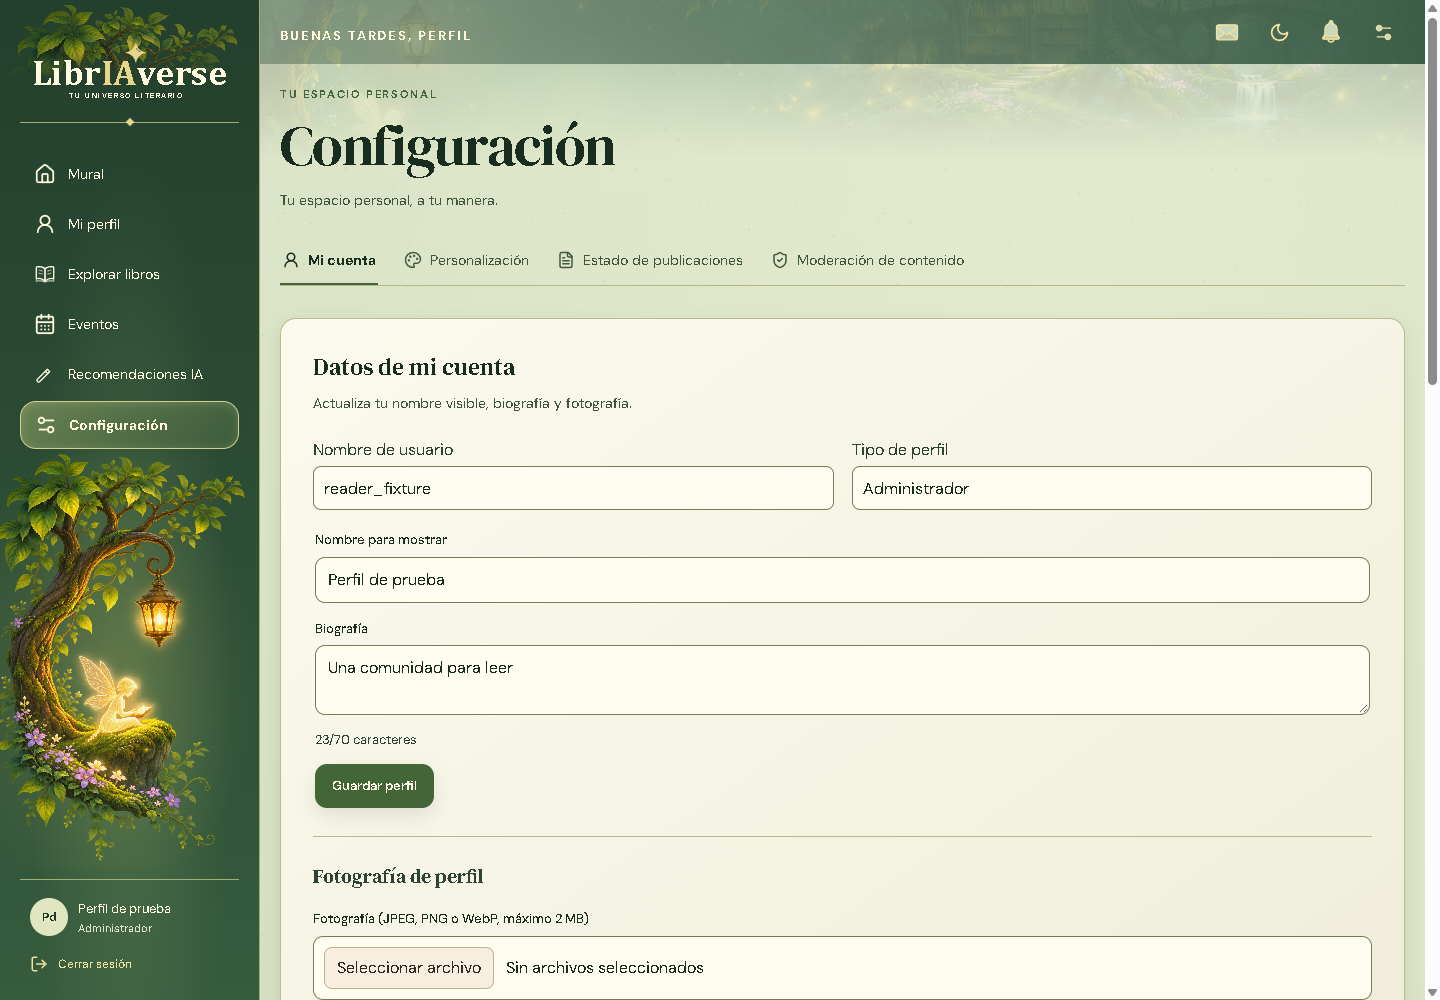 LibrIAverse
TU UNIVERSO LITERARIO
Mural
Mi perfil
Explorar libros
Eventos
Recomendaciones IA
Configuración
Pd
Perfil de prueba
Administrador
Cerrar sesión
BUENAS TARDES, PERFIL
TU ESPACIO PERSONAL
Configuración
Tu espacio personal, a tu manera.
Mi cuenta
Personalización
Estado de publicaciones
Moderación de contenido
Datos de mi cuenta
Actualiza tu nombre visible, biografía y fotografía.
Nombre de usuario
reader_fixture
Tipo de perfil
Administrador
Nombre para mostrar
Perfil de prueba
Biografía
Una comunidad para leer
23/70 caracteres
Guardar perfil
Fotografía de perfil
Fotografía (JPEG, PNG o WebP, máximo 2 MB)
Seleccionar archivo
Sin archivos seleccionados